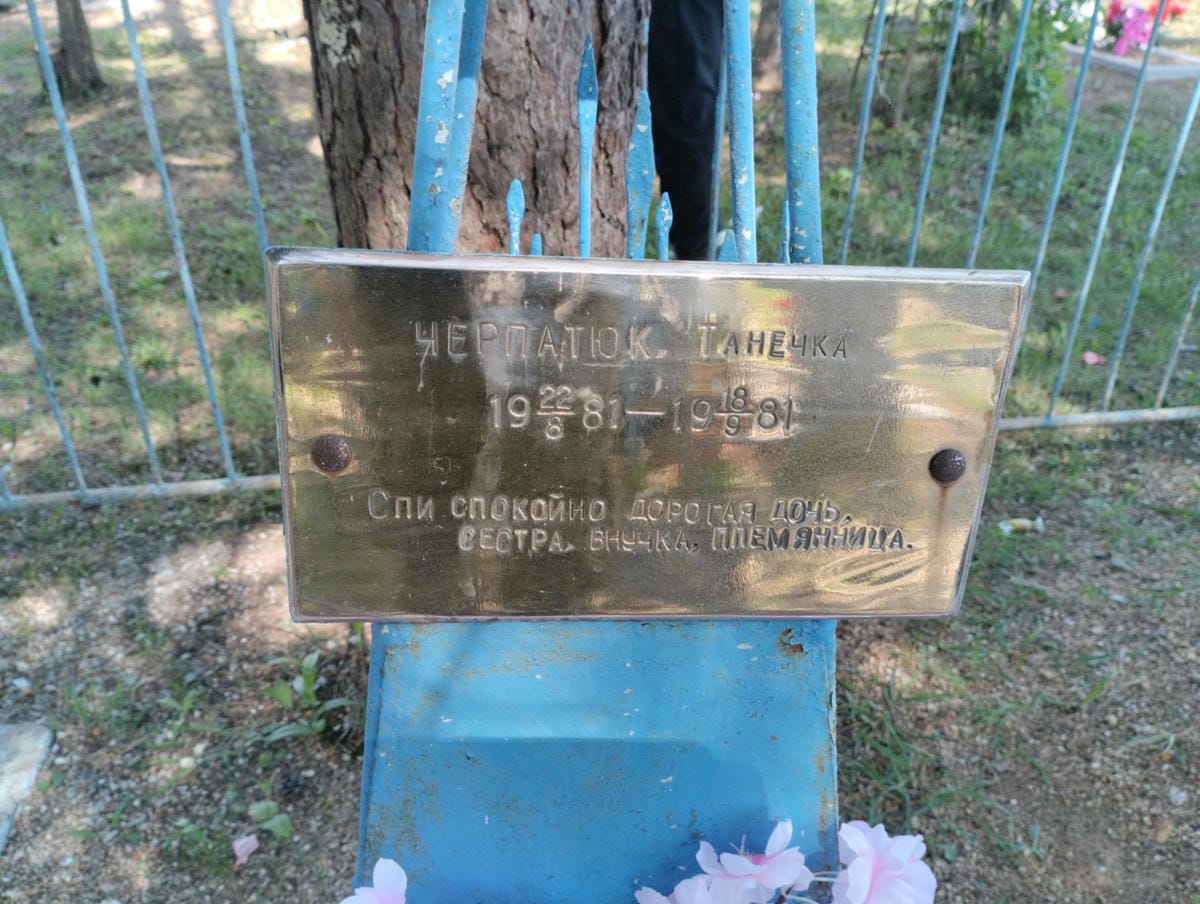 ЧЕРПАТЮК ТАНЕЧКА
19 22/8 81 — 19 18/9 81
СПИ СПОКОЙНО ДОРОГАЯ ДОЧЬ,
СЕСТРА, ВНУЧКА, ПЛЕМЯННИЦА.